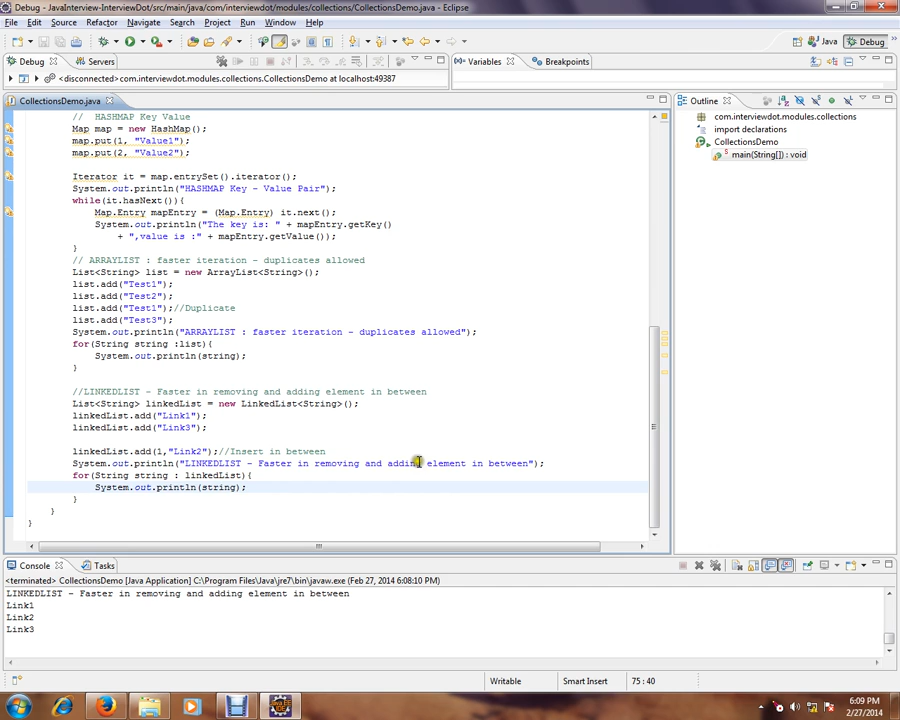 Debug - JavaInterview-InterviewDot/src/main/java/com/interviewdot/modules/collections/CollectionsDemo.java - Eclipse
File Edit Source Refactor Navigate Search Project Run Window Help
Java Debug
Debug Servers Variables Breakpoints
<disconnected>com.interviewdot.modules.collections.CollectionsDemo at localhost:49387
CollectionsDemo.java Outline
// HASHMAP Key Value
Map map = new HashMap();
map.put(1, "Value1");
map.put(2, "Value2");
Iterator it = map.entrySet().iterator();
System.out.println("HASHMAP Key - Value Pair");
while(it.hasNext()){
Map.Entry mapEntry = (Map.Entry) it.next();
System.out.println("The key is: " + mapEntry.getKey()
+ ",value is :" + mapEntry.getValue());
}
// ARRAYLIST : faster iteration - duplicates allowed
List<String> list = new ArrayList<String>();
list.add("Test1");
list.add("Test2");
list.add("Test1");//Duplicate
list.add("Test3");
System.out.println("ARRAYLIST : faster iteration - duplicates allowed");
for(String string :list){
System.out.println(string);
}
//LINKEDLIST - Faster in removing and adding element in between
List<String> linkedList = new LinkedList<String>();
linkedList.add("Link1");
linkedList.add("Link3");
linkedList.add(1,"Link2");//Insert in between
System.out.println("LINKEDLIST - Faster in removing and adding element in between");
for(String string : linkedList){
System.out.println(string);
}
}
}
com.interviewdot.modules.collections
import declarations
CollectionsDemo
main(String[]) : void
Console Tasks
<terminated> CollectionsDemo [Java Application] C:\Program Files\Java\jre7\bin\javaw.exe (Feb 27, 2014 6:08:10 PM)
LINKEDLIST - Faster in removing and adding element in between
Link1
Link2
Link3
Writable Smart Insert 75 : 40
6:09 PM
2/27/2014